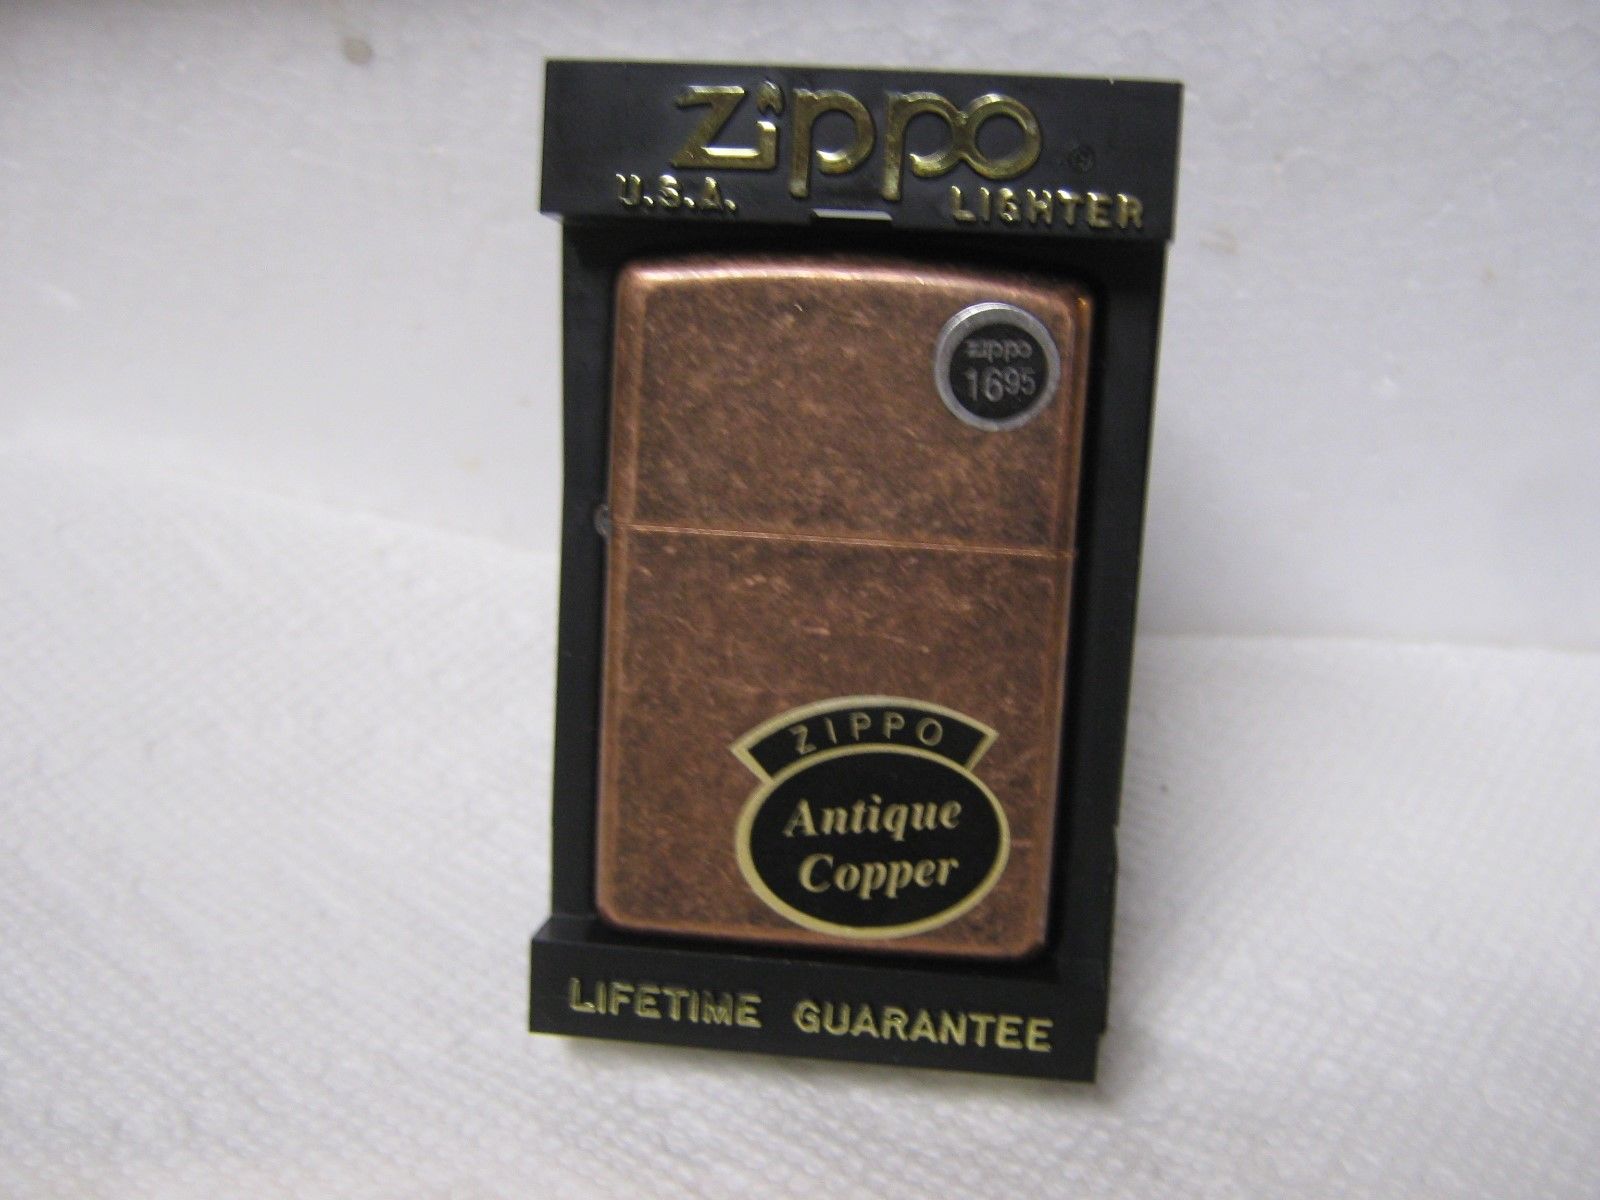 zippo ®
U.S.A. LIGHTER
zippo
1695
ZIPPO
Antique
Copper
LIFETIME GUARANTEE